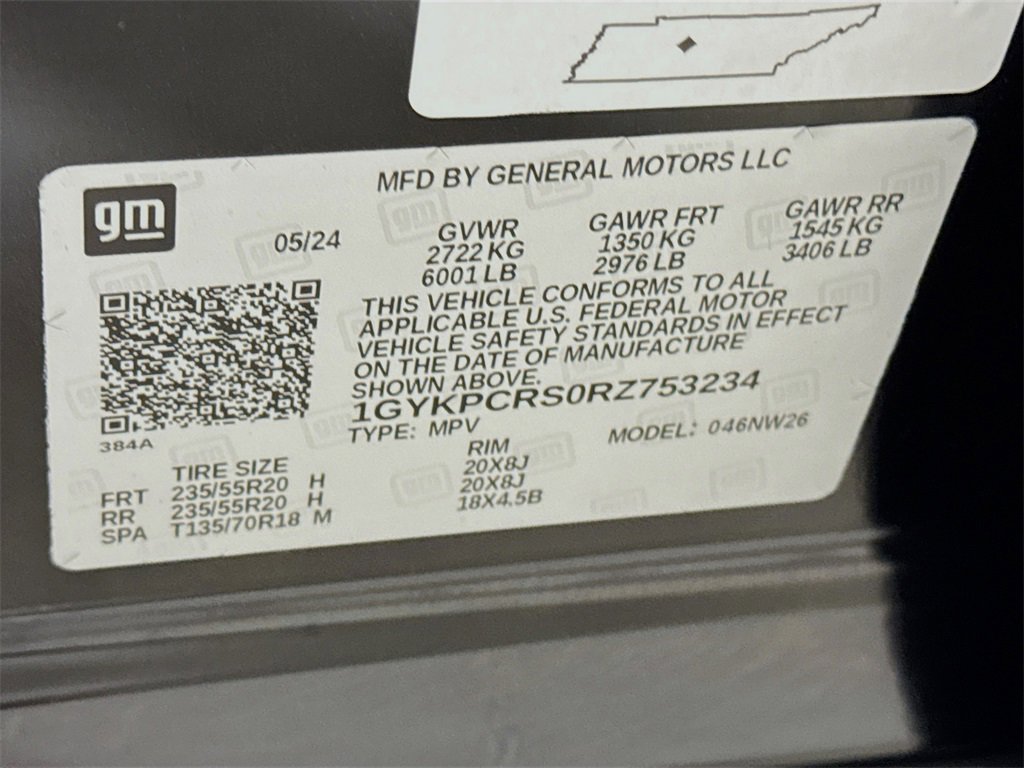 MFD BY GENERAL MOTORS LLC
gm
05/24
GVWR GAWR FRT GAWR RR
2722 KG 1350 KG 1545 KG
6001 LB 2976 LB 3406 LB
THIS VEHICLE CONFORMS TO ALL
APPLICABLE U.S. FEDERAL MOTOR
VEHICLE SAFETY STANDARDS IN EFFECT
ON THE DATE OF MANUFACTURE
SHOWN ABOVE.
1GYKPCRS0RZ753234
384A
TYPE: MPV MODEL: 046NW26
TIRE SIZE RIM
FRT 235/55R20 H 20X8J
RR 235/55R20 H 20X8J
SPA T135/70R18 M 18X4.5B